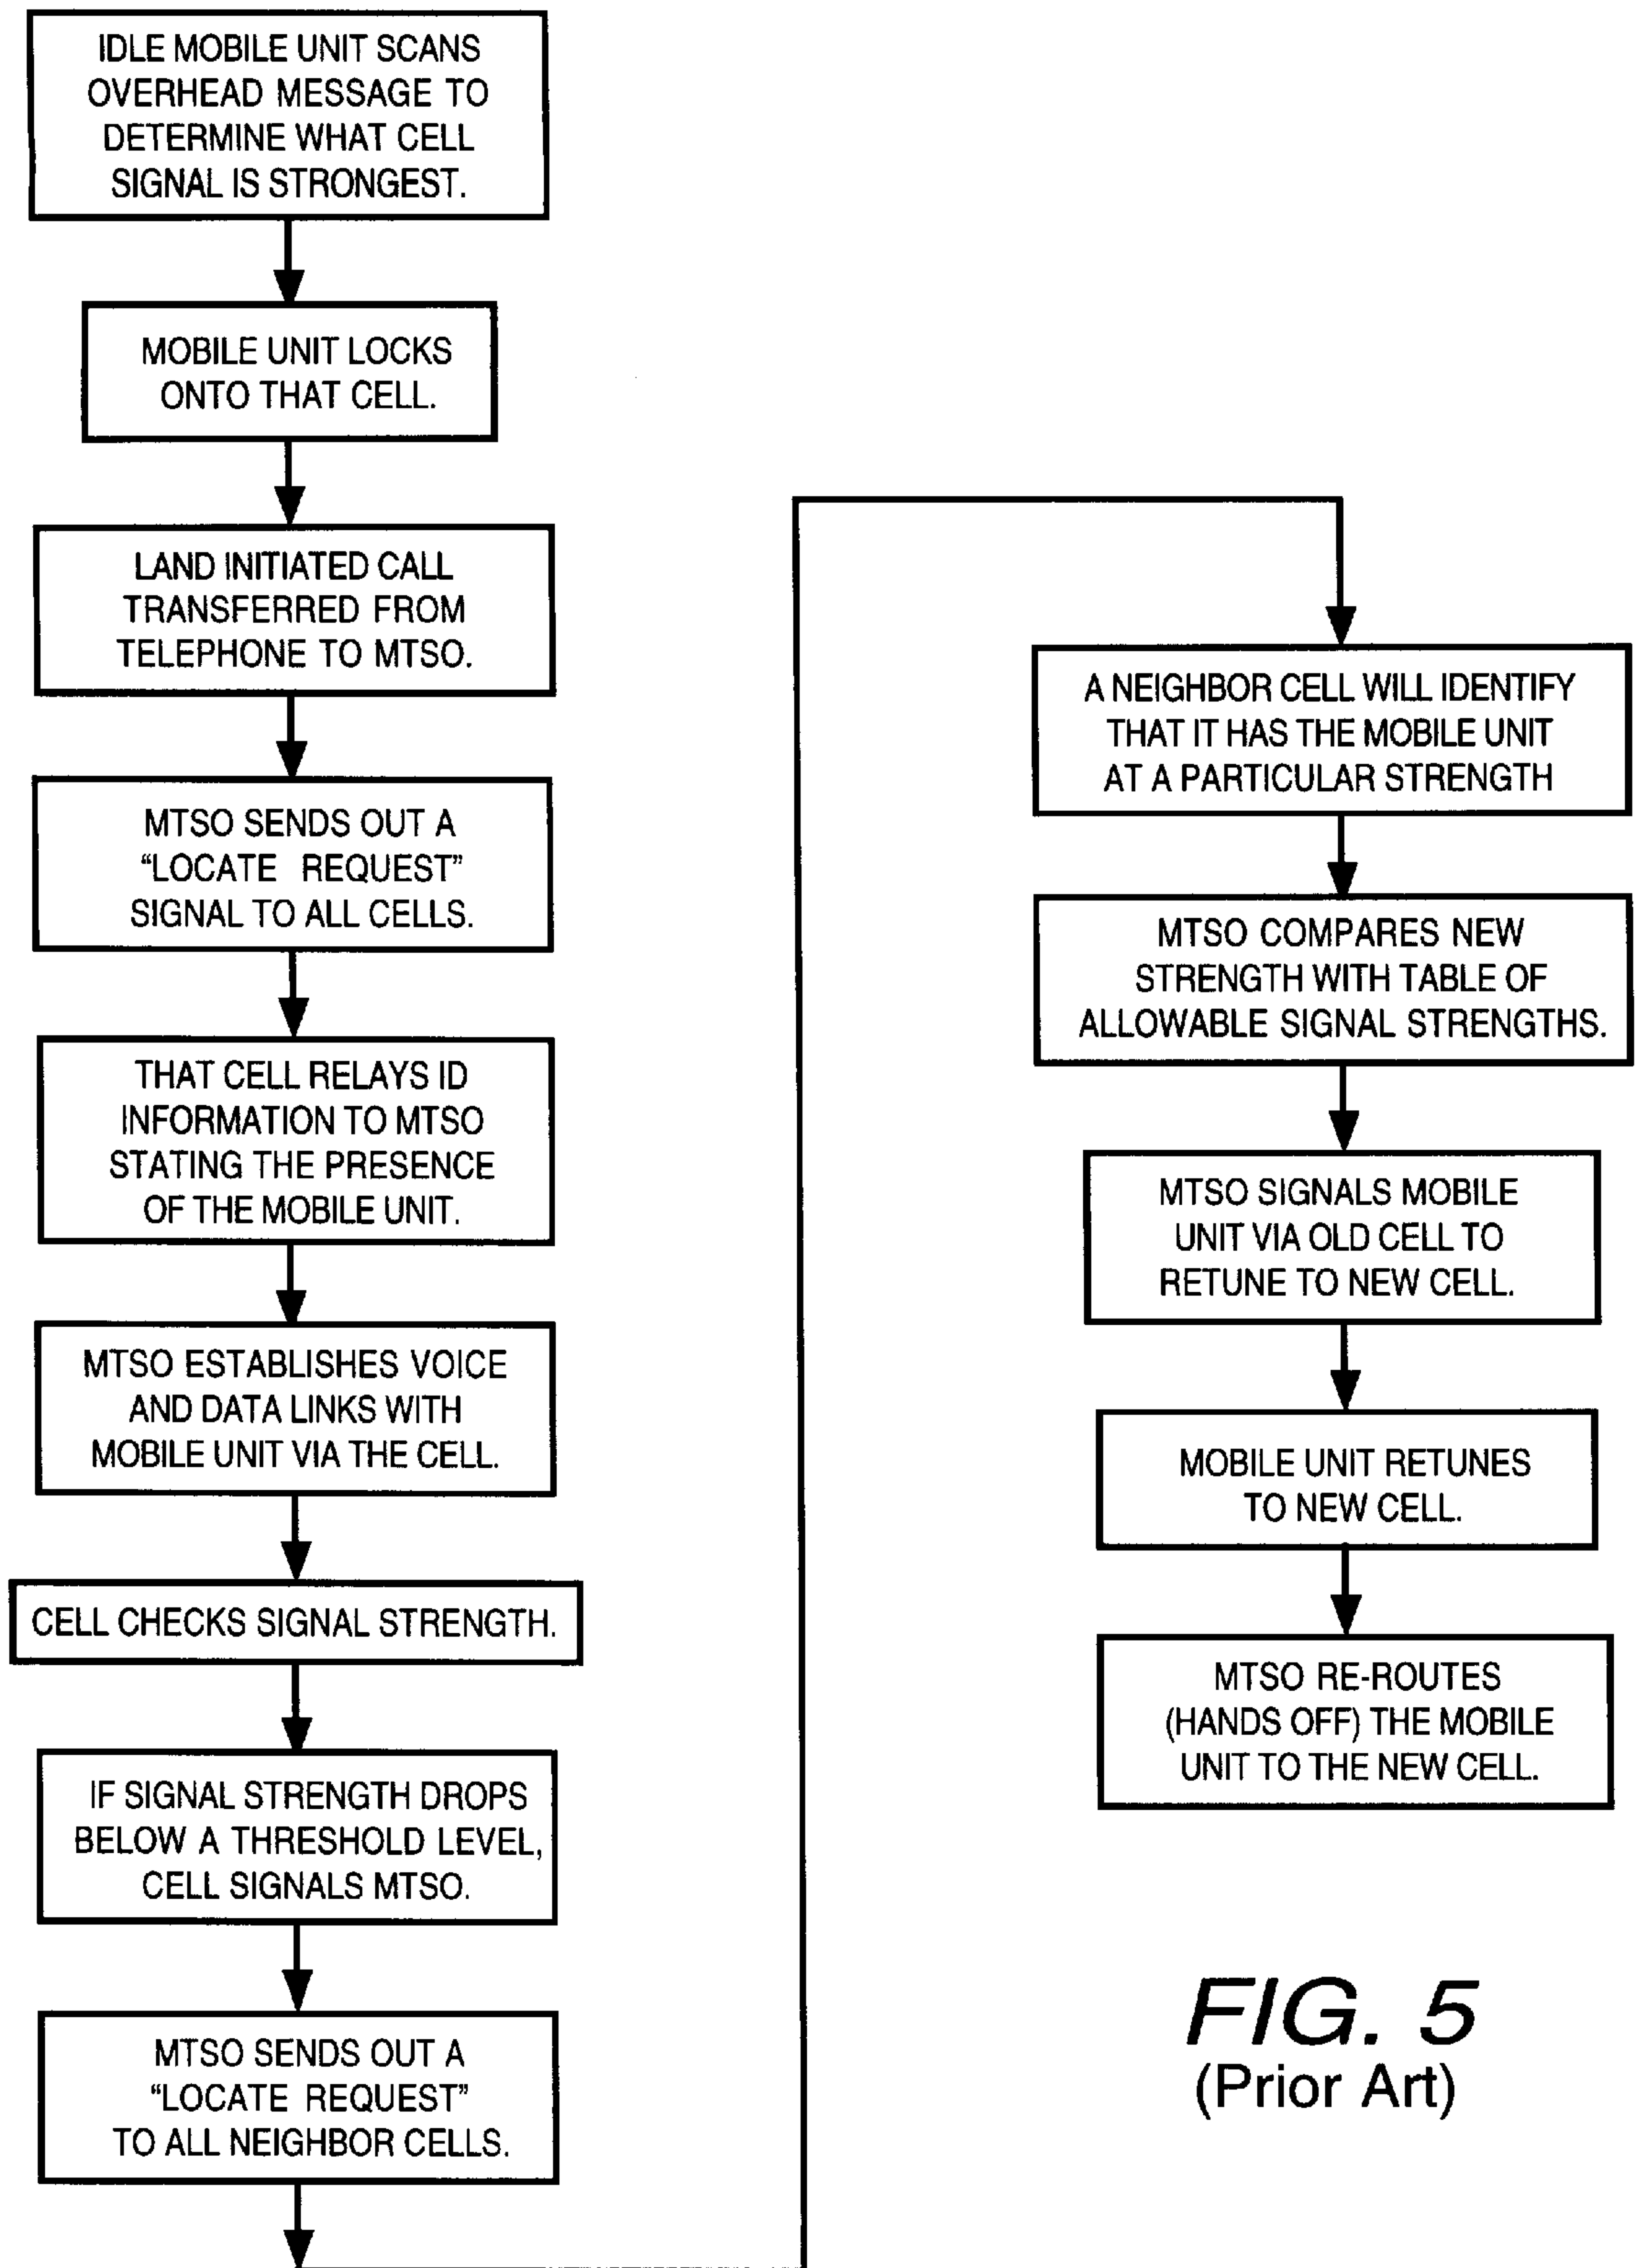 IDLE MOBILE UNIT SCANS
OVERHEAD MESSAGE TO
DETERMINE WHAT CELL
SIGNAL IS STRONGEST.
MOBILE UNIT LOCKS
ONTO THAT CELL.
LAND INITIATED CALL
TRANSFERRED FROM
TELEPHONE TO MTSO.
MTSO SENDS OUT A
“LOCATE REQUEST”
SIGNAL TO ALL CELLS.
THAT CELL RELAYS ID
INFORMATION TO MTSO
STATING THE PRESENCE
OF THE MOBILE UNIT.
MTSO ESTABLISHES VOICE
AND DATA LINKS WITH
MOBILE UNIT VIA THE CELL.
CELL CHECKS SIGNAL STRENGTH.
IF SIGNAL STRENGTH DROPS
BELOW A THRESHOLD LEVEL,
CELL SIGNALS MTSO.
MTSO SENDS OUT A
“LOCATE REQUEST”
TO ALL NEIGHBOR CELLS.
A NEIGHBOR CELL WILL IDENTIFY
THAT IT HAS THE MOBILE UNIT
AT A PARTICULAR STRENGTH
MTSO COMPARES NEW
STRENGTH WITH TABLE OF
ALLOWABLE SIGNAL STRENGTHS.
MTSO SIGNALS MOBILE
UNIT VIA OLD CELL TO
RETUNE TO NEW CELL.
MOBILE UNIT RETUNES
TO NEW CELL.
MTSO RE-ROUTES
(HANDS OFF) THE MOBILE
UNIT TO THE NEW CELL.
FIG. 5
(Prior Art)